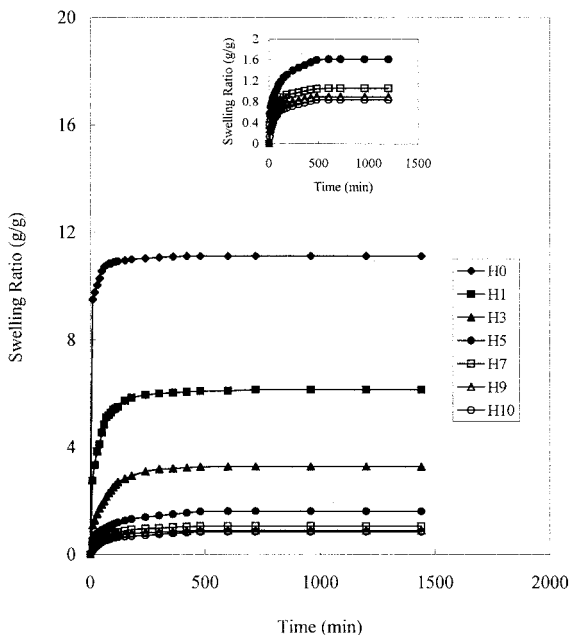 20
16
12
8
4
0
Swelling Ratio (g/g)
0
500
1000
1500
2000
Time (min)
2
1.6
1.2
0.8
0.4
0
Swelling Ratio (g/g)
0
500
1000
1500
Time (min)
H0
H1
H3
H5
H7
H9
H10